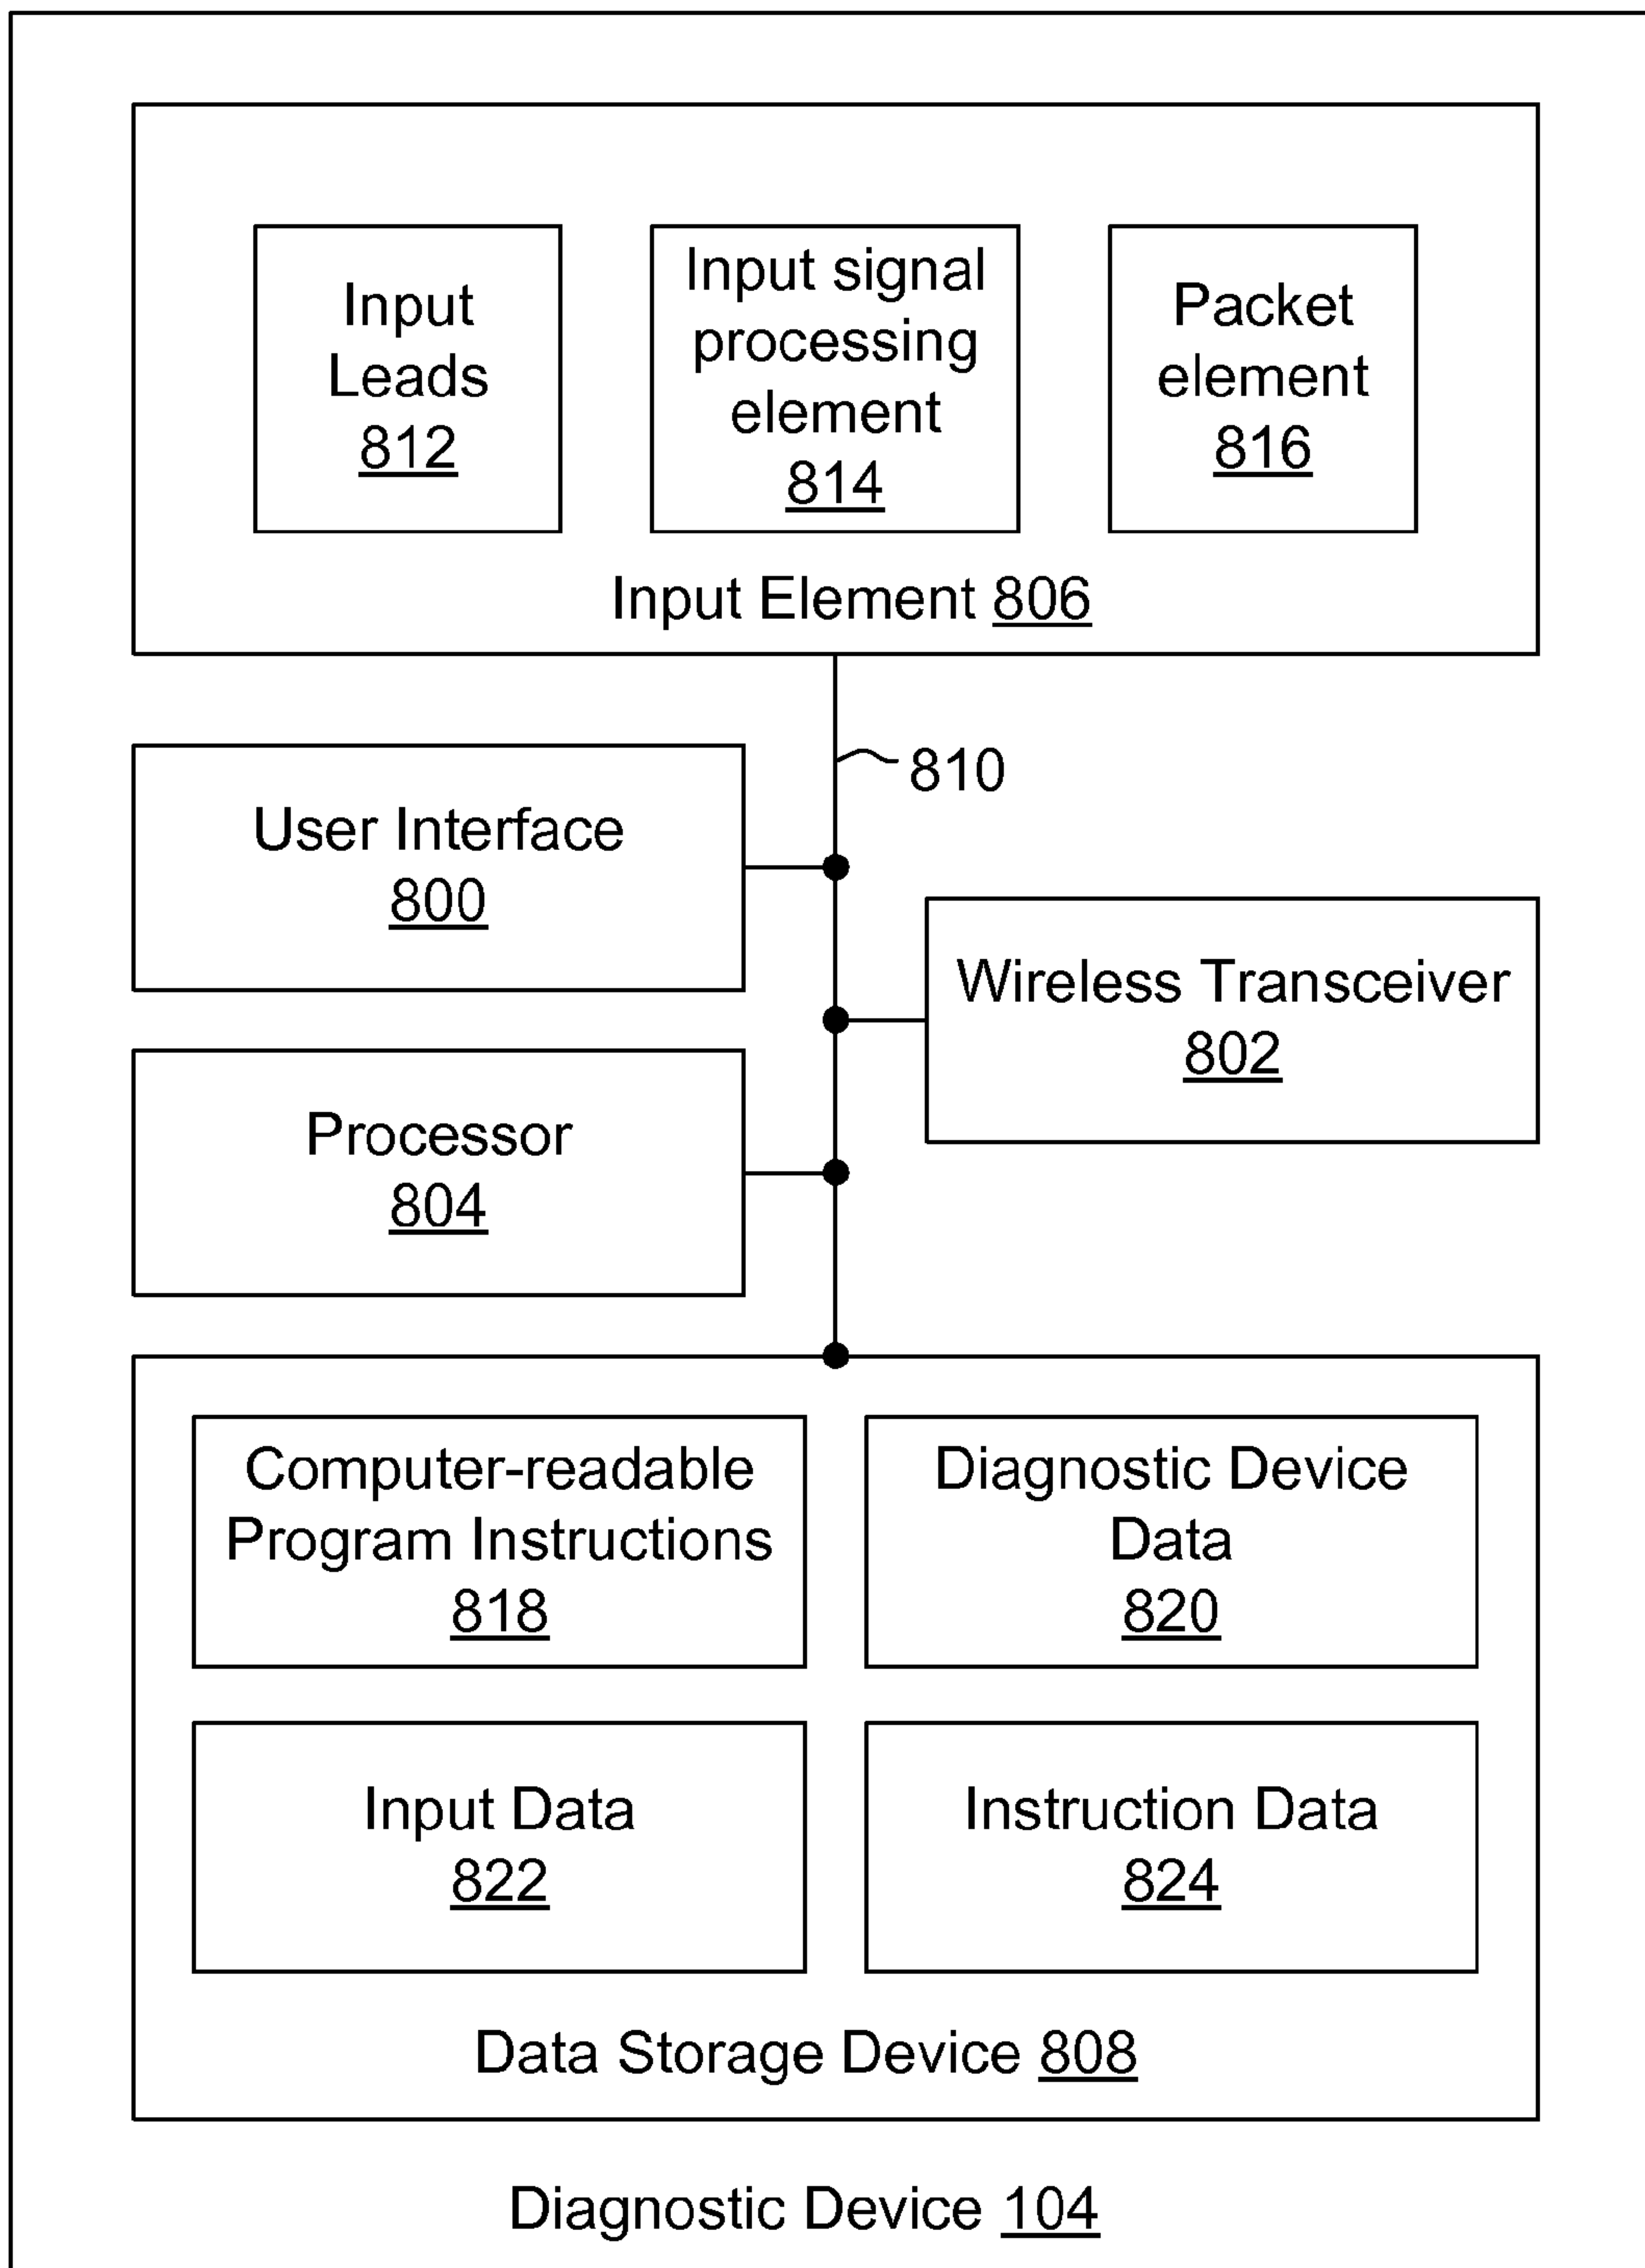 Input
Leads
812
Input signal
processing
element
814
Packet
element
816
Input Element 806
810
User Interface
800
Wireless Transceiver
802
Processor
804
Computer-readable
Program Instructions
818
Diagnostic Device
Data
820
Input Data
822
Instruction Data
824
Data Storage Device 808
Diagnostic Device 104